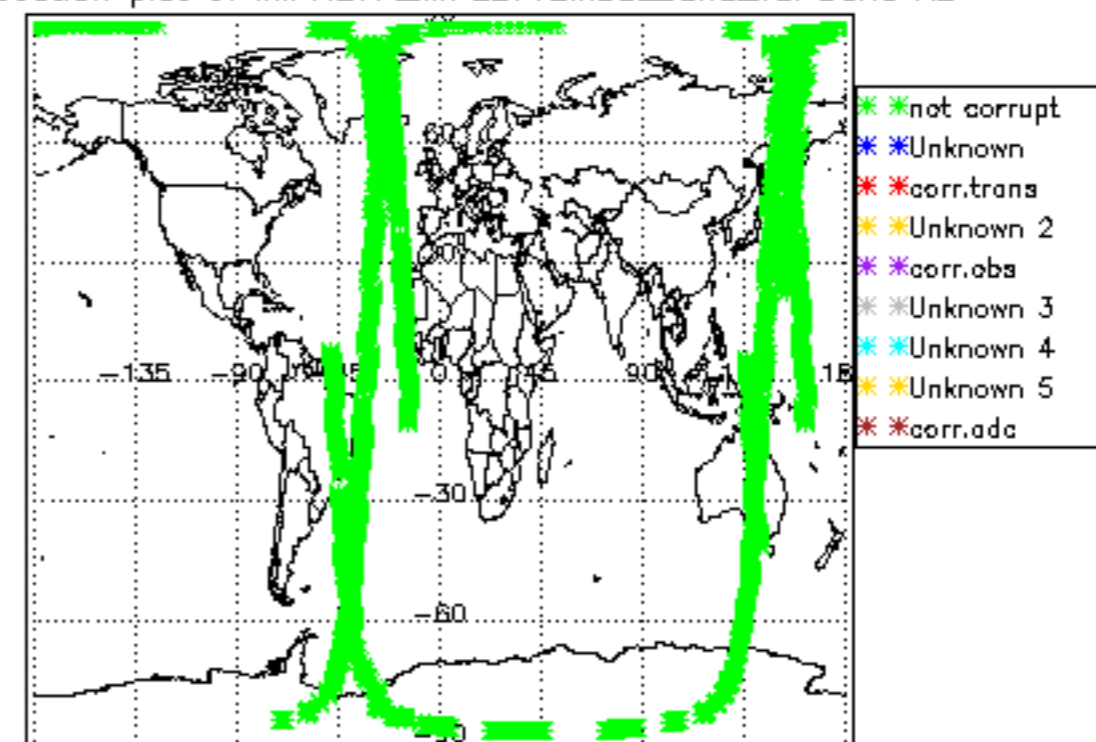 not corrupt
Unknown
corr.trans
Unknown 2
corr.obs
Unknown 3
Unknown 4
Unknown 5
corr.adc
60
-135 -90 0 45 90
-30
-60